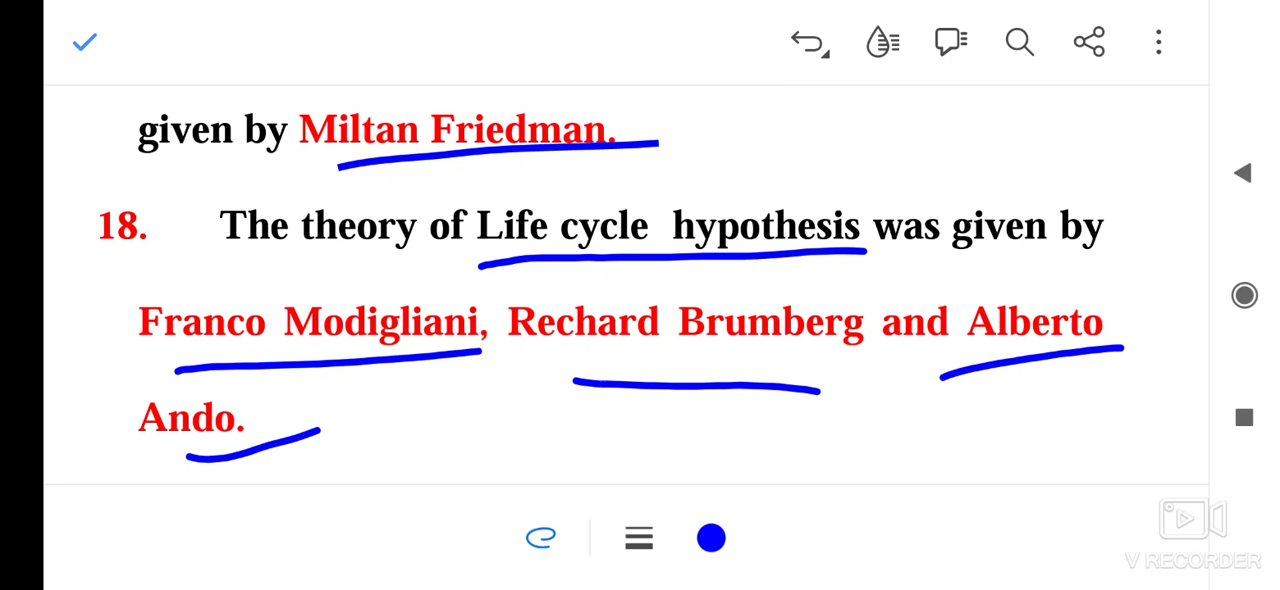 given by Miltan Friedman.
18. The theory of Life cycle hypothesis was given by
Franco Modigliani, Rechard Brumberg and Alberto
Ando.
V RECORDER